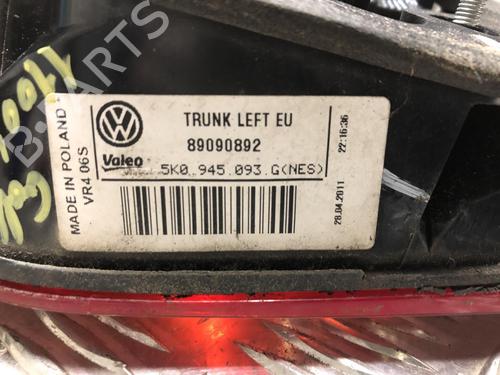 TRUNK LEFT EU
89090892
Valeo
5K0 945 093 G(NES)
MADE IN POLAND
VR4 06S
22:16:36
28.04.2011
B-PARTS